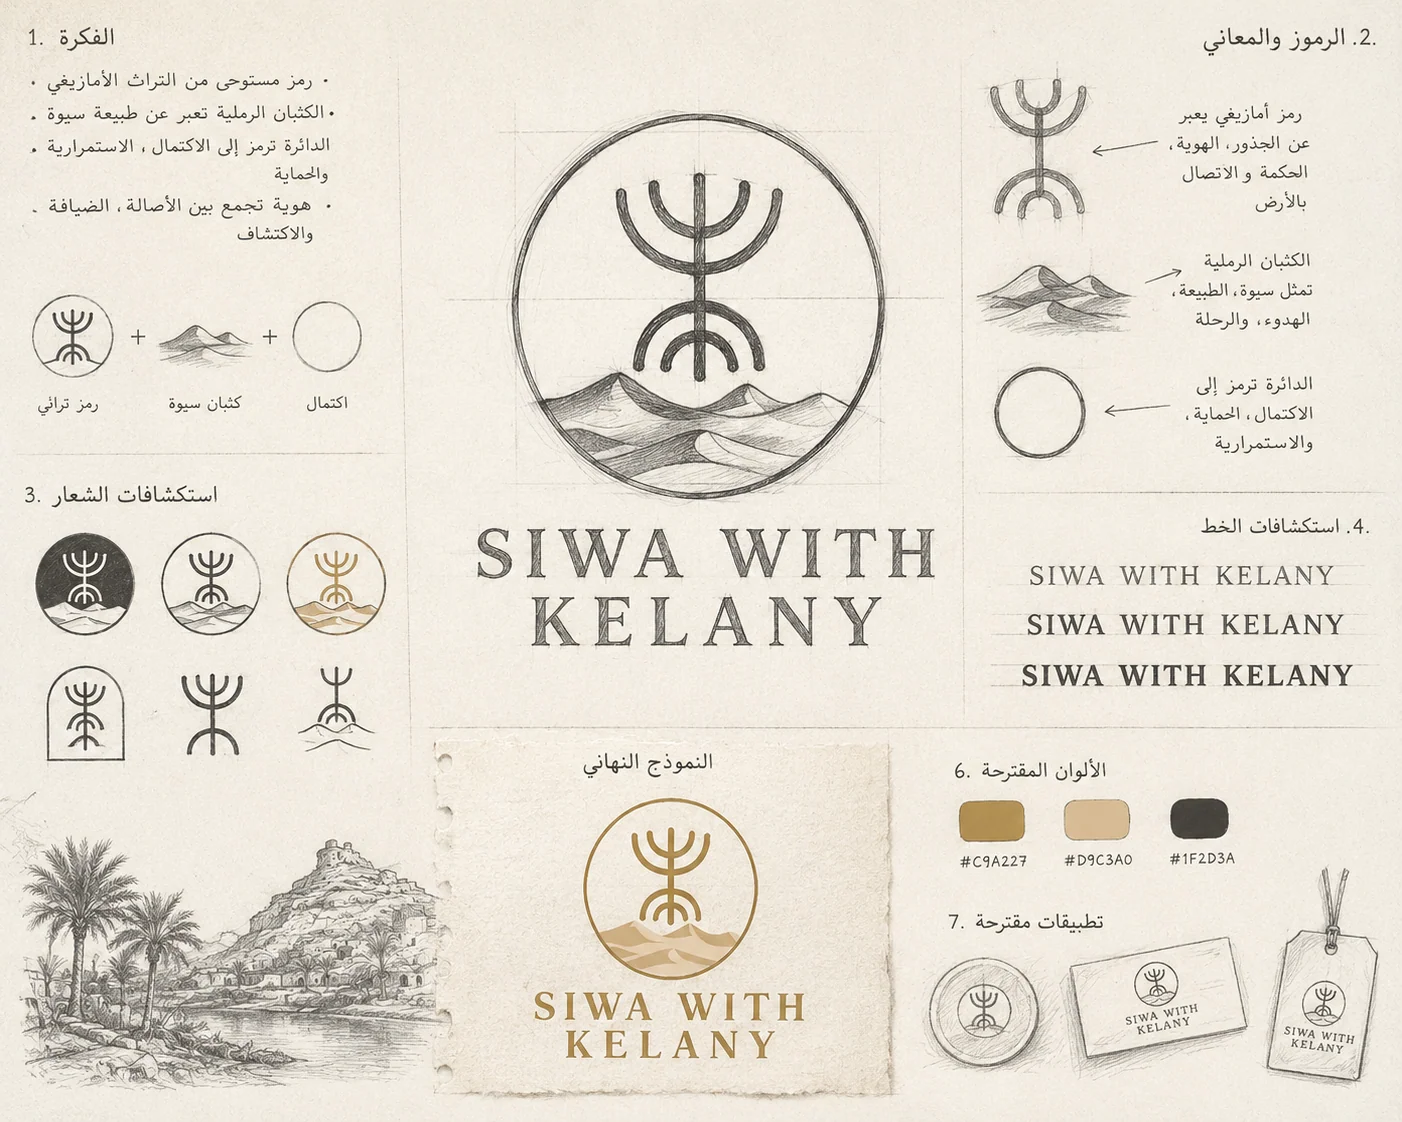 1. الفكرة
• رمز مستوحى من التراث الأمازيغي
• الكثبان الرملية تعبر عن طبيعة سيوة
الدائرة ترمز إلى الاكتمال، الاستمرارية
والحماية
• هوية تجمع بين الأصالة، الضيافة
والاكتشاف
رمز تراثي
كثبان سيوة
اكتمال
2. الرموز والمعاني
رمز أمازيغي يعبر
عن الجذور، الهوية،
الحكمة و الاتصال
بالأرض
الكثبان الرملية
تمثل سيوة، الطبيعة،
الهدوء، والرحلة
الدائرة ترمز إلى
الاكتمال، الحماية،
والاستمرارية
SIWA WITH
KELANY
3. استكشافات الشعار
4. استكشافات الخط
SIWA WITH KELANY
SIWA WITH KELANY
SIWA WITH KELANY
النموذج النهاني
SIWA WITH
KELANY
6. الألوان المقترحة
#C9A227
#D9C3A0
#1F2D3A
7. تطبيقات مقترحة
SIWA WITH
KELANY
SIWA WITH
KELANY